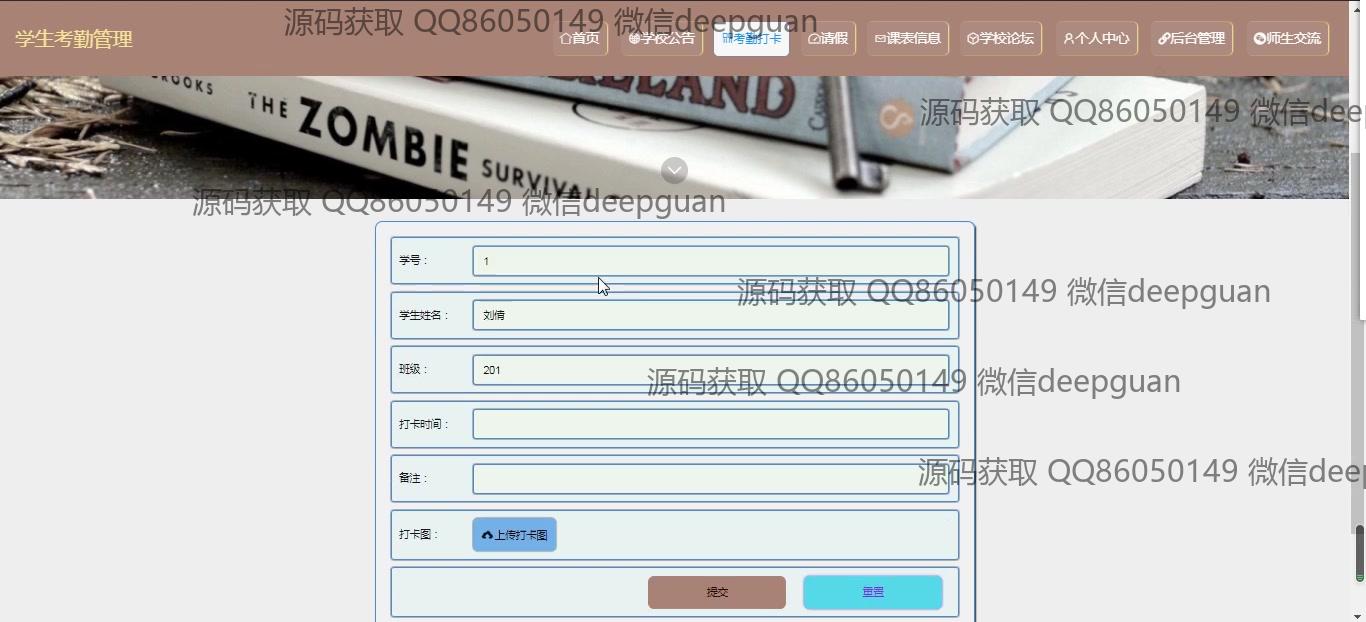 源码获取 QQ86050149 微信deepguan
学生考勤管理
首页
学校公告
考勤打卡
请假
课表信息
学校论坛
个人中心
后台管理
师生交流
THE ZOMBIE SURVIVAL
源码获取 QQ86050149 微信deep
源码获取 QQ86050149 微信deepguan
学号：
1
源码获取 QQ86050149 微信deepguan
学生姓名：
刘倩
班级：
201
源码获取 QQ86050149 微信deepguan
打卡时间：
备注：
源码获取 QQ86050149 微信deep
打卡图：
上传打卡图
提交
重置